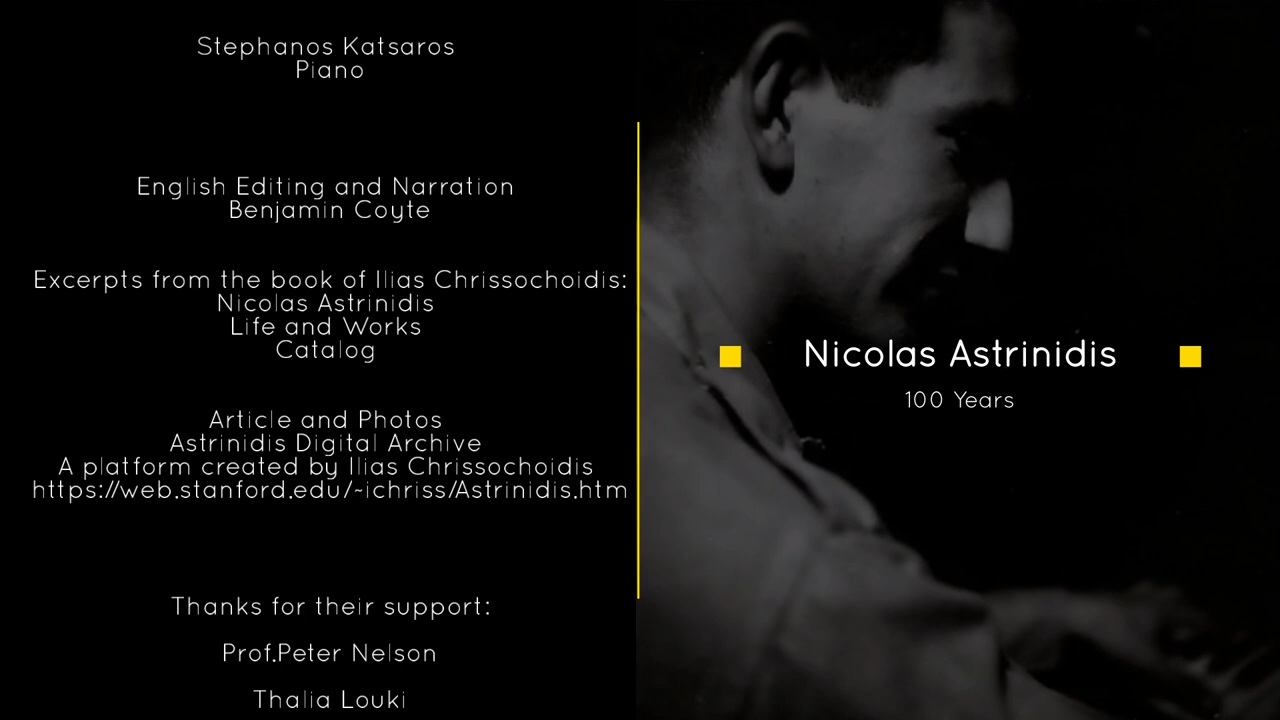 Stephanos Katsaros
Piano
English Editing and Narration
Benjamin Coyte
Excerpts from the book of Ilias Chrissochoidis:
Nicolas Astrinidis
Life and Works
Catalog
Article and Photos
Astrinidis Digital Archive
A platform created by Ilias Chrissochoidis
https://web.stanford.edu/~ichriss/Astrinidis.htm
Thanks for their support:
Prof.Peter Nelson
Thalia Louki
Nicolas Astrinidis
100 Years